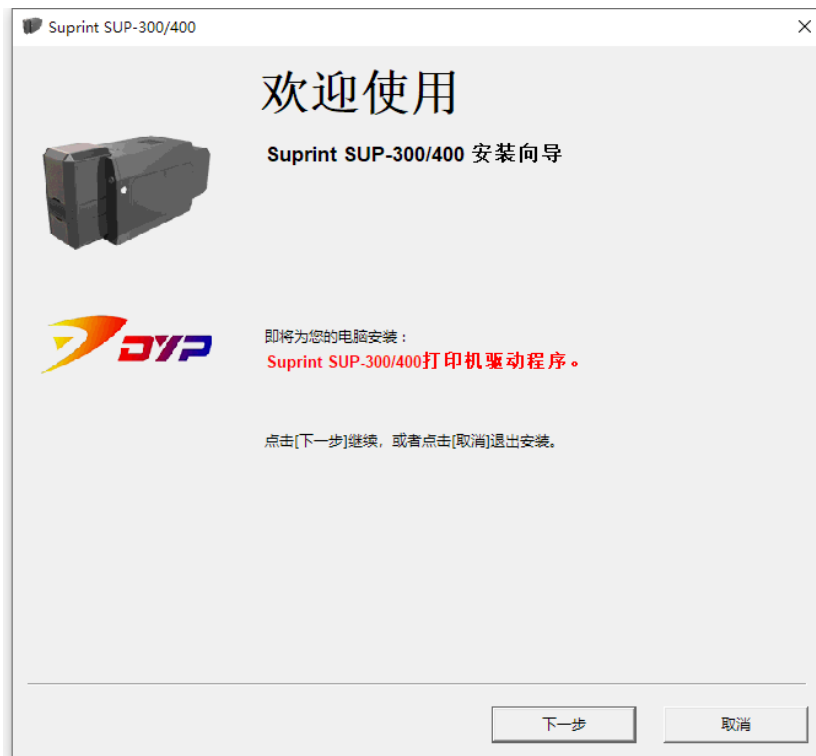 Suprint SUP-300/400
欢迎使用
Suprint SUP-300/400 安装向导
DYP
即将为您的电脑安装：
Suprint SUP-300/400打印机驱动程序。
点击[下一步]继续，或者点击[取消]退出安装。
下一步
取消